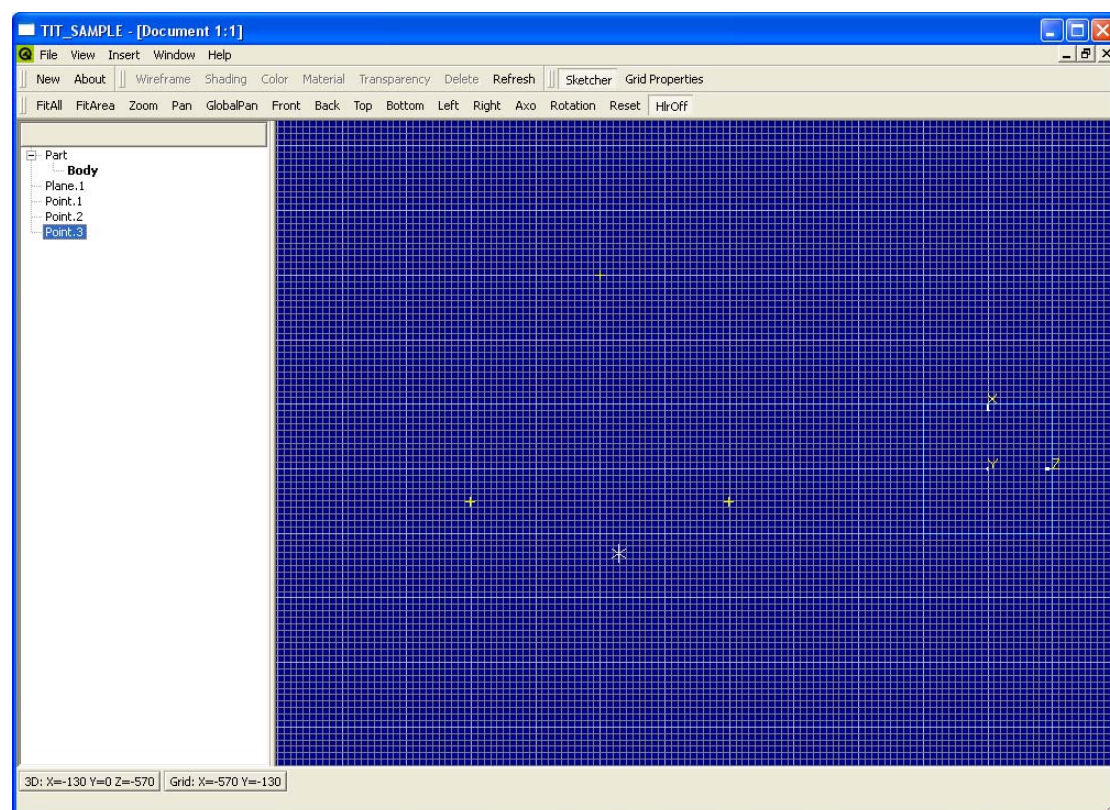 TIT_SAMPLE - [Document 1:1]
File View Insert Window Help
New About Wireframe Shading Color Material Transparency Delete Refresh Sketcher Grid Properties
FitAll FitArea Zoom Pan GlobalPan Front Back Top Bottom Left Right Axo Rotation Reset HlrOff
Part
Body
Plane.1
Point.1
Point.2
Point.3
X
Y Z
3D: X=-130 Y=0 Z=-570 Grid: X=-570 Y=-130